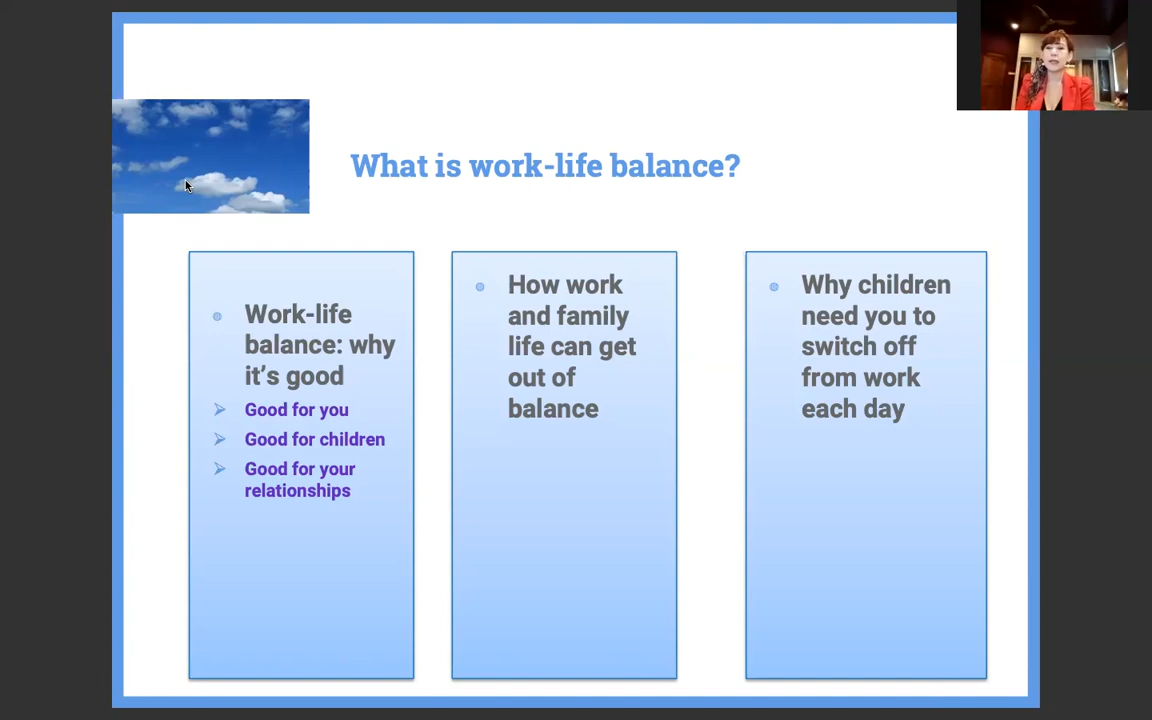 What is work-life balance?
Work-life
balance: why
it’s good
Good for you
Good for children
Good for your
relationships
How work
and family
life can get
out of
balance
Why children
need you to
switch off
from work
each day